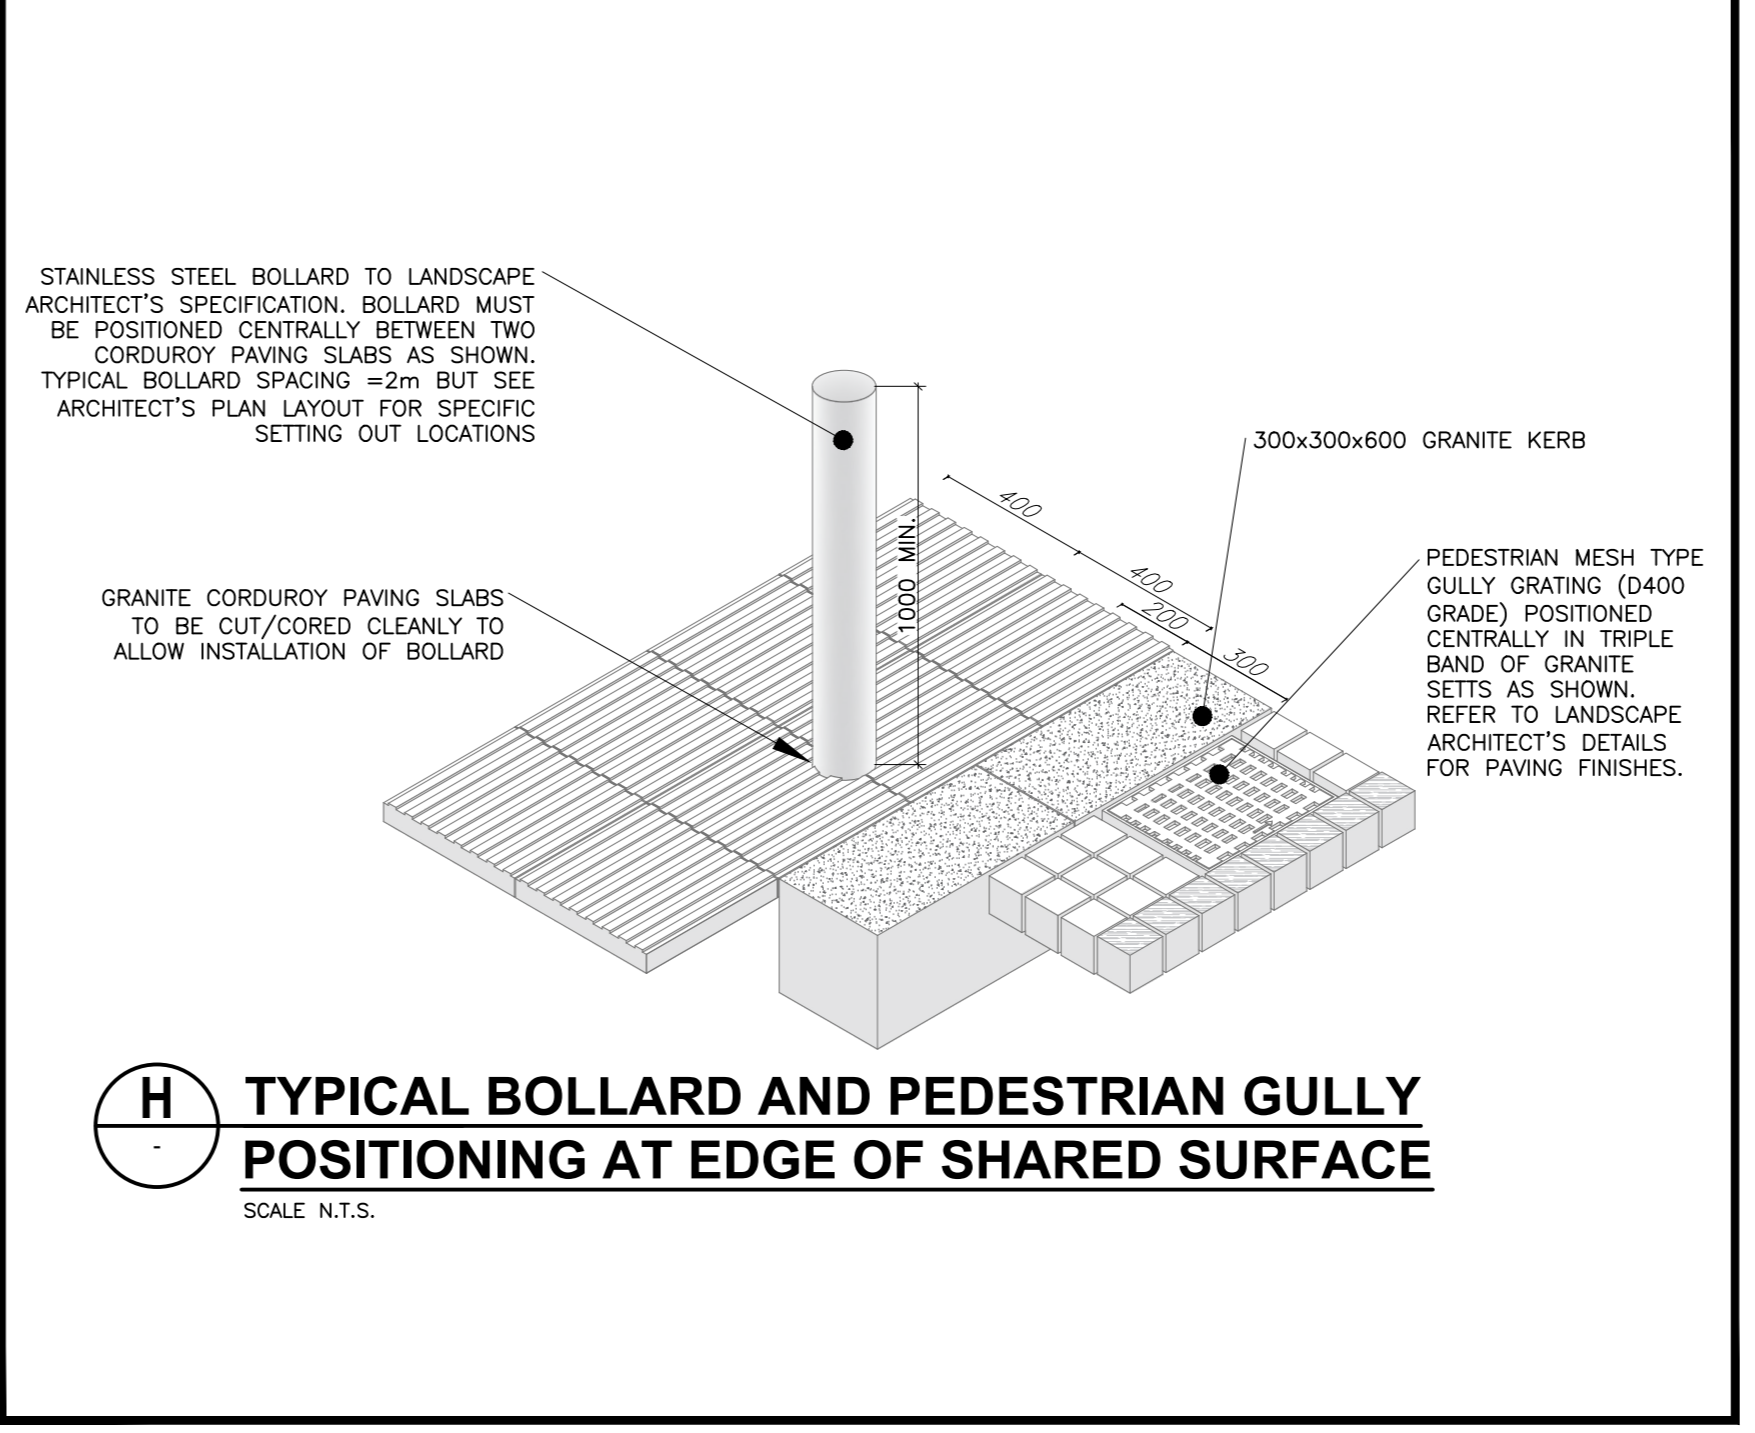 STAINLESS STEEL BOLLARD TO LANDSCAPE
ARCHITECT'S SPECIFICATION. BOLLARD MUST
BE POSITIONED CENTRALLY BETWEEN TWO
CORDUROY PAVING SLABS AS SHOWN.
TYPICAL BOLLARD SPACING =2m BUT SEE
ARCHITECT'S PLAN LAYOUT FOR SPECIFIC
SETTING OUT LOCATIONS
GRANITE CORDUROY PAVING SLABS
TO BE CUT/CORED CLEANLY TO
ALLOW INSTALLATION OF BOLLARD
1000 MIN.
400
400
200
300
300x300x600 GRANITE KERB
PEDESTRIAN MESH TYPE
GULLY GRATING (D400
GRADE) POSITIONED
CENTRALLY IN TRIPLE
BAND OF GRANITE
SETTS AS SHOWN.
REFER TO LANDSCAPE
ARCHITECT'S DETAILS
FOR PAVING FINISHES.
H
-
TYPICAL BOLLARD AND PEDESTRIAN GULLY
POSITIONING AT EDGE OF SHARED SURFACE
SCALE N.T.S.